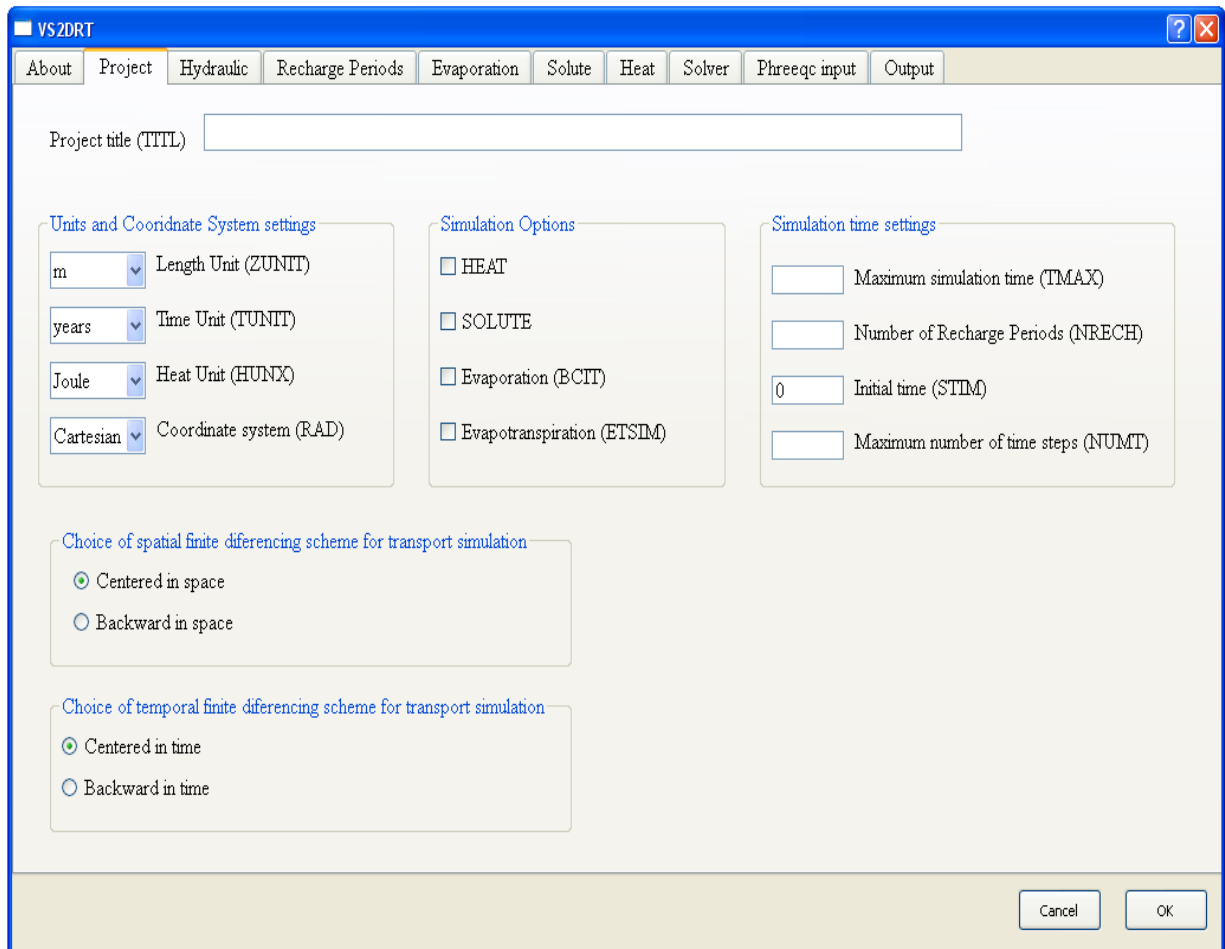 VS2DRT
About Project Hydraulic Recharge Periods Evaporation Solute Heat Solver Phreeqc input Output
Project title (TITL)
Units and Cooridnate System settings
m Length Unit (ZUNIT)
years Time Unit (TUNIT)
Joule Heat Unit (HUNX)
Cartesian Coordinate system (RAD)
Simulation Options
HEAT
SOLUTE
Evaporation (BCIT)
Evapotranspiration (ETSIM)
Simulation time settings
Maximum simulation time (TMAX)
Number of Recharge Periods (NRECH)
0 Initial time (STIM)
Maximum number of time steps (NUMT)
Choice of spatial finite diferencing scheme for transport simulation
Centered in space
Backward in space
Choice of temporal finite diferencing scheme for transport simulation
Centered in time
Backward in time
Cancel OK